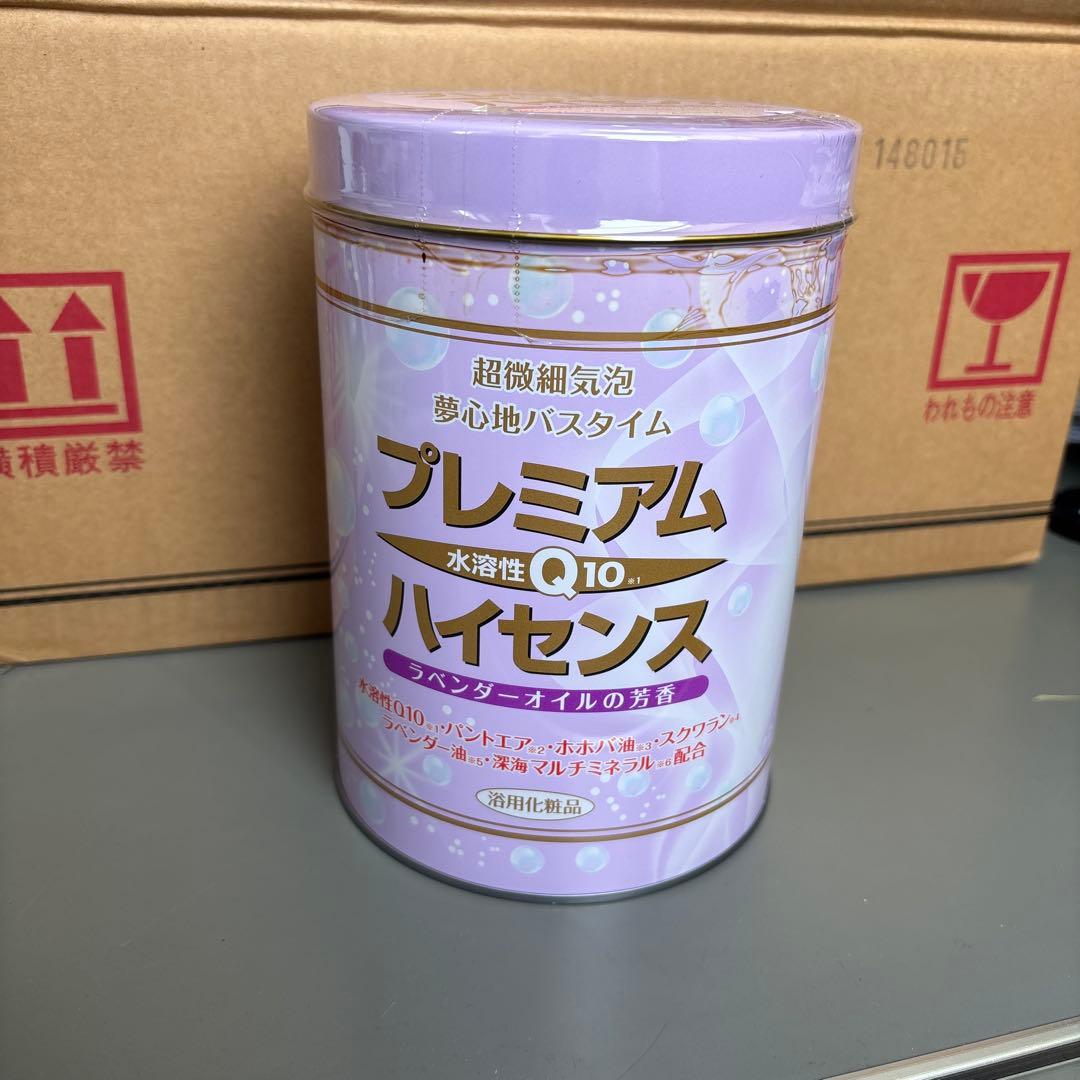 148015
超微細気泡
夢心地バスタイム
プレミアム
水溶性Q10※1
ハイセンス
ラベンダーオイルの芳香
水溶性Q10※1・パントエア※2・ホホバ油※3・スクワラン※4
ラベンダー油※5・深海マルチミネラル※6配合
浴用化粧品
横積厳禁
われもの注意